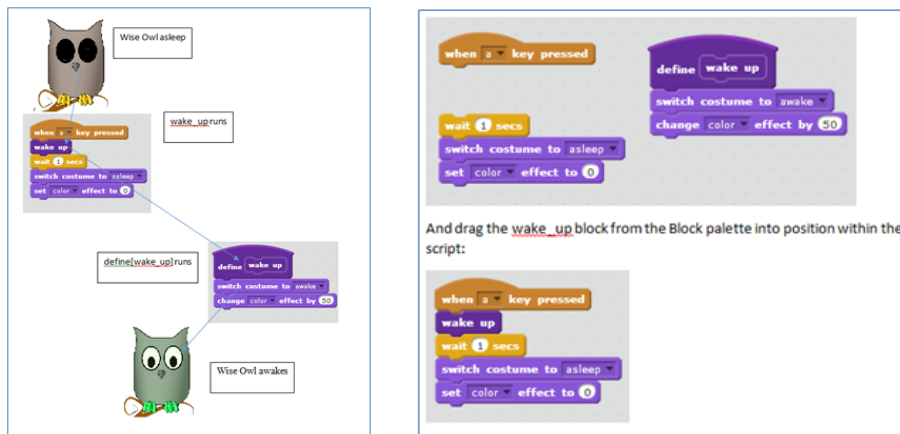 Wise Owl asleep
when a key pressed
wake up
wait 1 secs
switch costume to asleep
set color effect to 0
wake_up runs
define[wake_up] runs
define wake up
switch costume to awake
change color effect by 50
Wise Owl awakes
when a key pressed
wait 1 secs
switch costume to asleep
set color effect to 0
define wake up
switch costume to awake
change color effect by 50
And drag the wake_up block from the Block palette into position within the
script:
when a key pressed
wake up
wait 1 secs
switch costume to asleep
set color effect to 0